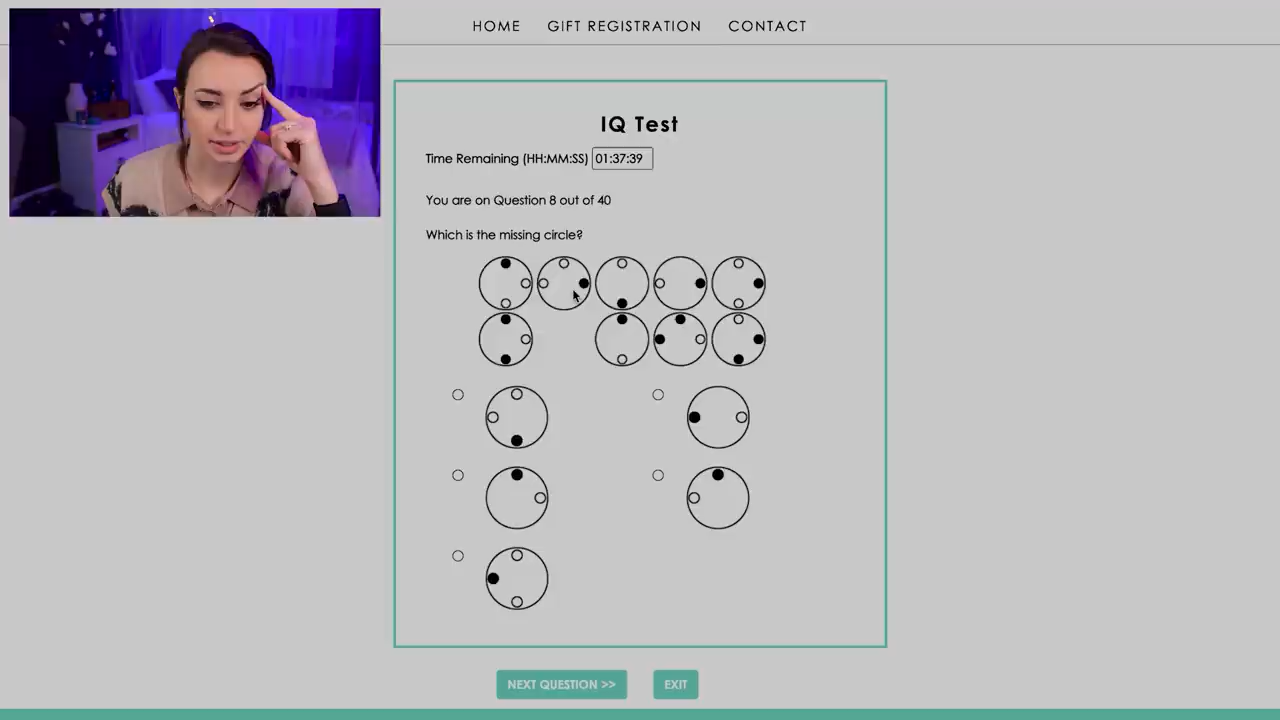 HOME GIFT REGISTRATION CONTACT
IQ Test
Time Remaining (HH:MM:SS) 01:37:39
You are on Question 8 out of 40
Which is the missing circle?
NEXT QUESTION >> EXIT